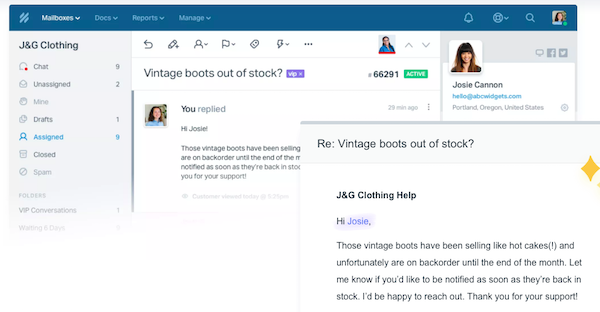 Mailboxes Docs Reports Manage
J&G Clothing
Chat 9
Unassigned 2
Mine
Drafts 1
Assigned 9
Closed
Spam
FOLDERS
VIP Conversations 1
Waiting 6 Days
Vintage boots out of stock? vip × #66291 ACTIVE
You replied 29 min ago
Hi Josie!
Those vintage boots have been selling
are on backorder until the end of the m
notified as soon as they're back in
you for your support!
Customer viewed today @ 5:25pm
Josie Cannon
hello@abcwidgets.com
Portland, Oregon, United States
Re: Vintage boots out of stock?
J&G Clothing Help
Hi Josie,
Those vintage boots have been selling like hot cakes(!) and
unfortunately are on backorder until the end of the month. Let
me know if you'd like to be notified as soon as they're back in
stock. I'd be happy to reach out. Thank you for your support!